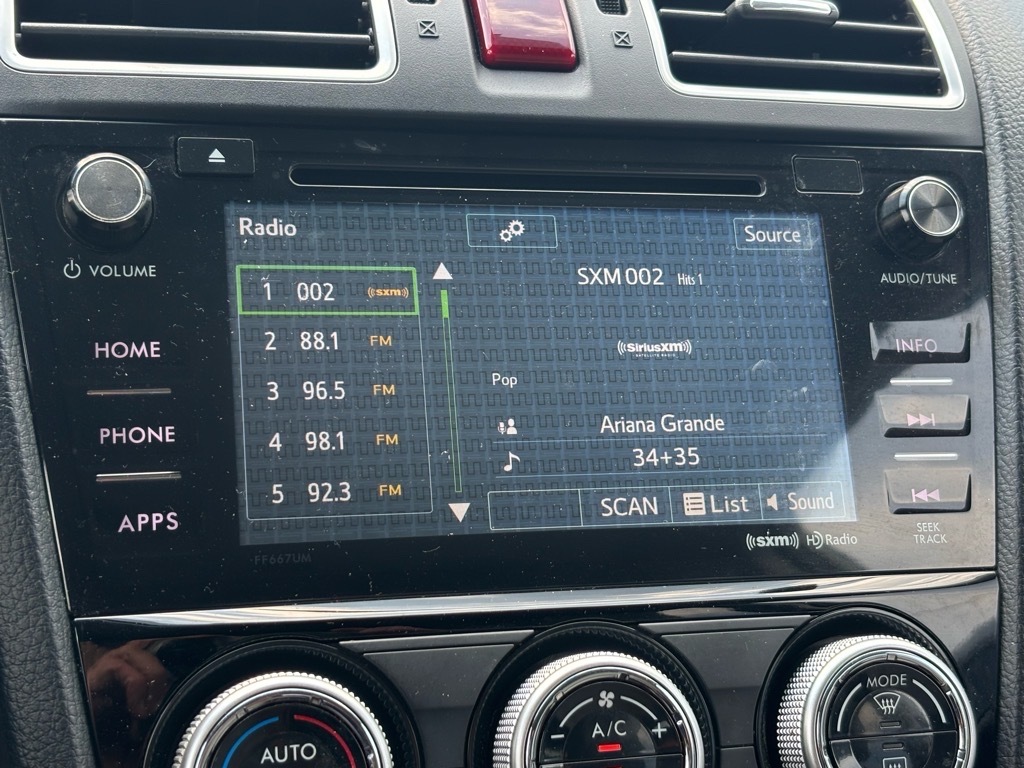 Radio
Source
SXM 002 Hits 1
1 002 ((sxm))
2 88.1 FM
3 96.5 FM
4 98.1 FM
5 92.3 FM
((SiriusXM))
SATELLITE RADIO
Pop
Ariana Grande
34+35
SCAN
List
Sound
VOLUME
HOME
PHONE
APPS
AUDIO/TUNE
INFO
SEEK
TRACK
FF667UM
((sxm)) HD Radio
AUTO
A/C
- +
MODE